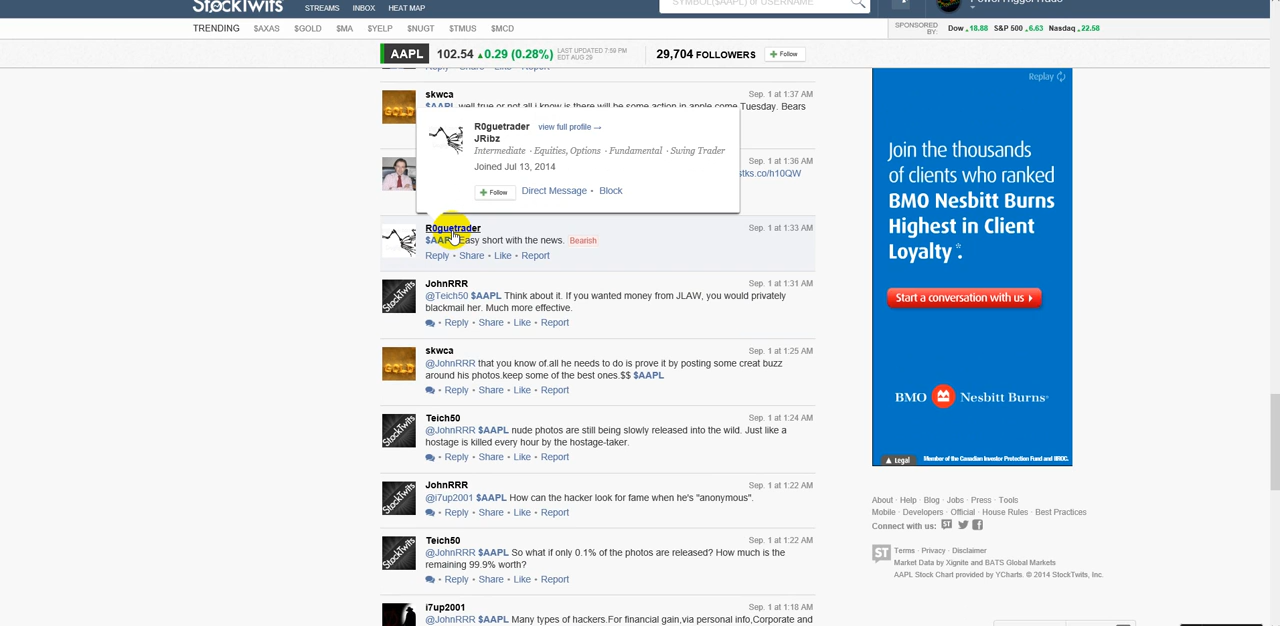 StockTwits STREAMS INBOX HEAT MAP SYMBOL($AAPL) or USERNAME
TRENDING $AXAS $GOLD $MA $YELP $NUGT $TMUS $MCD SPONSORED BY: Dow ▲18.88 S&P 500 ▲6.63 Nasdaq ▲22.58
AAPL 102.54 ▲0.29 (0.28%) LAST UPDATED 7:59 PM EDT AUG 29 29,704 FOLLOWERS + Follow
Reply • Share • Like • Report
skwca Sep. 1 at 1:37 AM
$AAPL well true or not all i know is there will be some action in apple come Tuesday. Bears
R0guetrader view full profile →
JRibz
Intermediate · Equities, Options · Fundamental · Swing Trader
Joined Jul 13, 2014
+ Follow Direct Message • Block
Sep. 1 at 1:36 AM
stks.co/h10QW
R0guetrader Sep. 1 at 1:33 AM
$AAPL Easy short with the news. Bearish
Reply • Share • Like • Report
JohnRRR Sep. 1 at 1:31 AM
@Teich50 $AAPL Think about it. If you wanted money from JLAW, you would privately
blackmail her. Much more effective.
Reply • Share • Like • Report
skwca Sep. 1 at 1:25 AM
@JohnRRR that you know of.all he needs to do is prove it by posting some creat buzz
around his photos.keep some of the best ones.$$ $AAPL
Reply • Share • Like • Report
Teich50 Sep. 1 at 1:24 AM
@JohnRRR $AAPL nude photos are still being slowly released into the wild. Just like a
hostage is killed every hour by the hostage-taker.
Reply • Share • Like • Report
JohnRRR Sep. 1 at 1:22 AM
@i7up2001 $AAPL How can the hacker look for fame when he's "anonymous".
Reply • Share • Like • Report
Teich50 Sep. 1 at 1:22 AM
@JohnRRR $AAPL So what if only 0.1% of the photos are released? How much is the
remaining 99.9% worth?
Reply • Share • Like • Report
i7up2001 Sep. 1 at 1:18 AM
@JohnRRR $AAPL Many types of hackers.For financial gain,via personal info,Corporate and
Replay
Join the thousands
of clients who ranked
BMO Nesbitt Burns
Highest in Client
Loyalty*.
Start a conversation with us
BMO Nesbitt Burns
▲ Legal Member of the Canadian Investor Protection Fund and IIROC.
About · Help · Blog · Jobs · Press · Tools
Mobile · Developers · Official · House Rules · Best Practices
Connect with us: ST
ST Terms · Privacy · Disclaimer
Market Data by Xignite and BATS Global Markets
AAPL Stock Chart provided by YCharts. © 2014 StockTwits, Inc.
GOLD
StockTwits